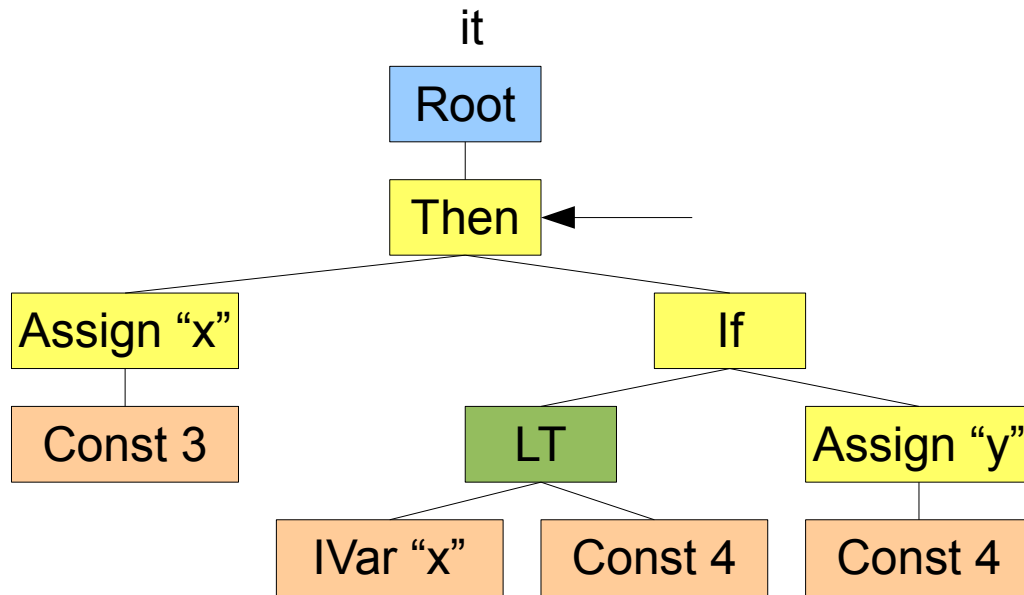 it
Root
Then
Assign “x”
If
Const 3
LT
Assign “y”
IVar “x”
Const 4
Const 4